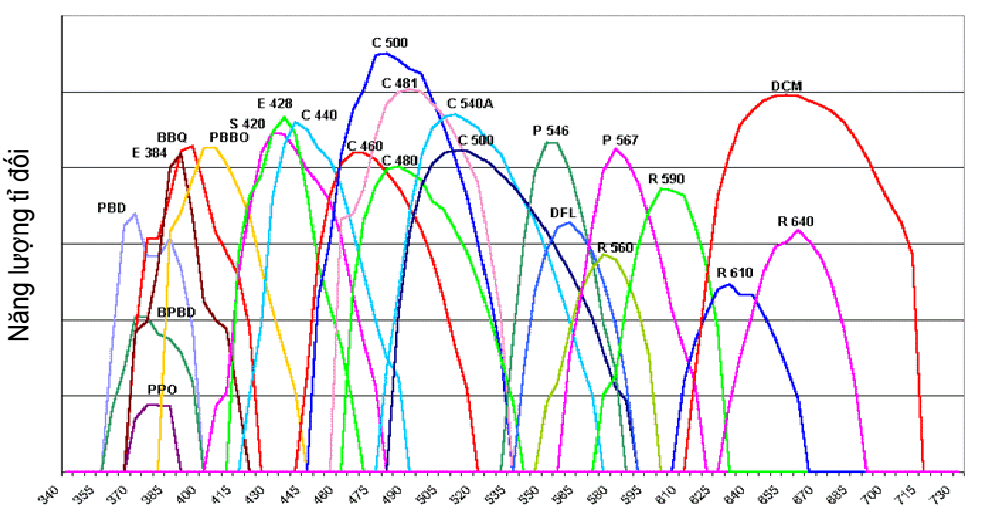 Năng lượng tỉ đối
C 500
C 481
DCM
E 428
C 440
C 540A
S 420
BBQ
PBBO
P 546
P 567
C 460
C 500
E 384
C 480
R 590
PBD
DFL
R 640
R 560
R 610
BPBD
PPO
340 355 370 385 400 415 430 445 460 475 490 505 520 535 550 565 580 595 610 625 640 655 670 685 700 715 730